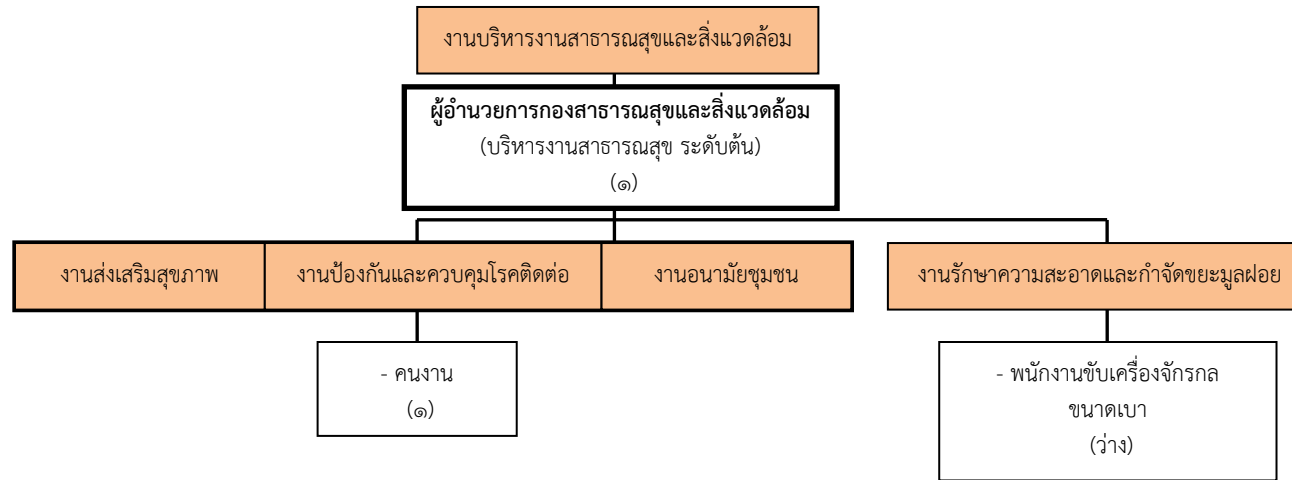 งานบริหารงานสาธารณสุขและสิ่งแวดล้อม
ผู้อำนวยการกองสาธารณสุขและสิ่งแวดล้อม
(บริหารงานสาธารณสุข ระดับต้น)
(๑)
งานส่งเสริมสุขภาพ
งานป้องกันและควบคุมโรคติดต่อ
งานอนามัยชุมชน
งานรักษาความสะอาดและกำจัดขยะมูลฝอย
- คนงาน
(๑)
- พนักงานขับเครื่องจักรกล
ขนาดเบา
(ว่าง)